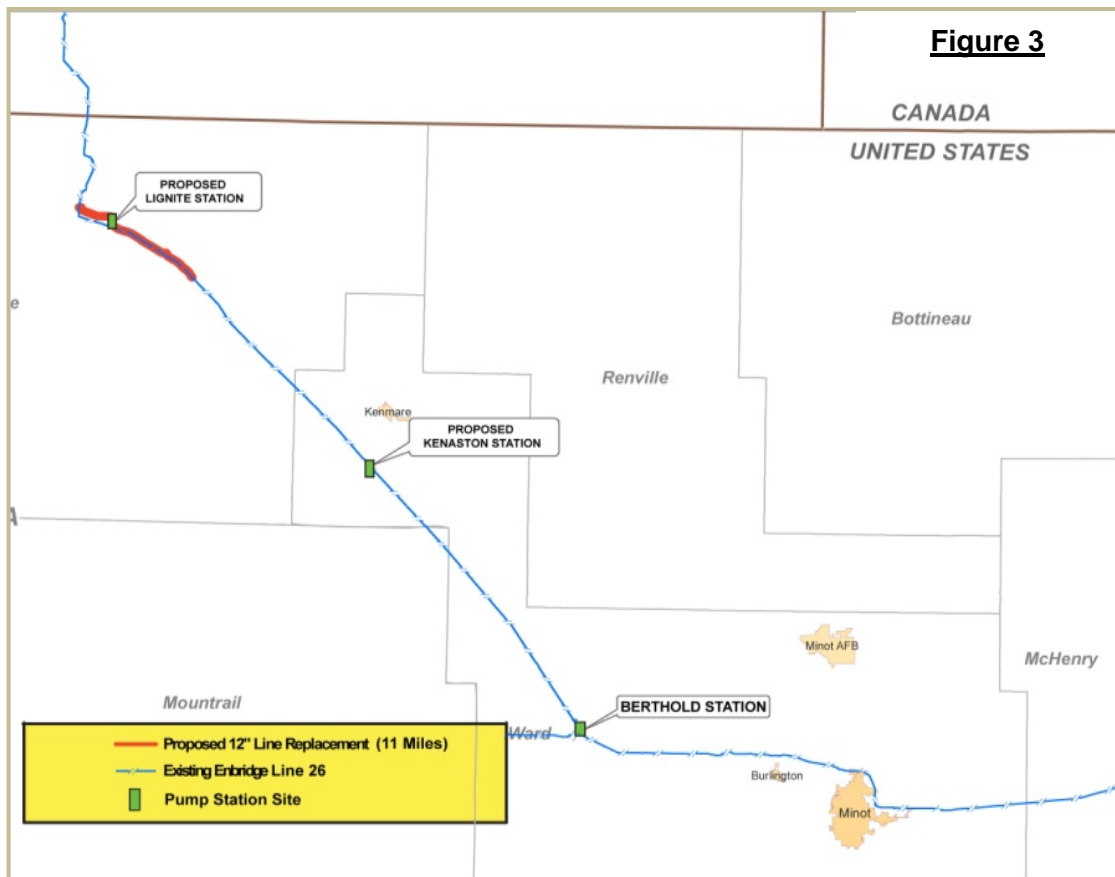 Figure 3
CANADA
UNITED STATES
PROPOSED
LIGNITE STATION
e
Bottineau
Renville
Kenmare
PROPOSED
KENASTON STATION
A
Minot AFB
McHenry
Mountrail
BERTHOLD STATION
Ward
Proposed 12" Line Replacement (11 Miles)
Existing Enbridge Line 26
Pump Station Site
Burlington
Minot